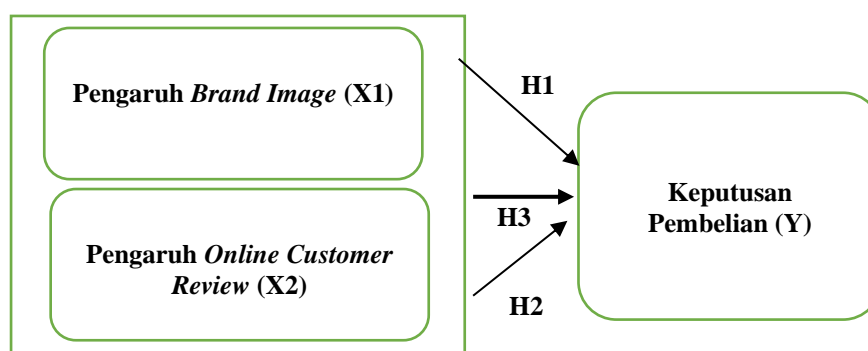 Pengaruh Brand Image (X1)
H1
Keputusan
Pembelian (Y)
H3
Pengaruh Online Customer
Review (X2)
H2